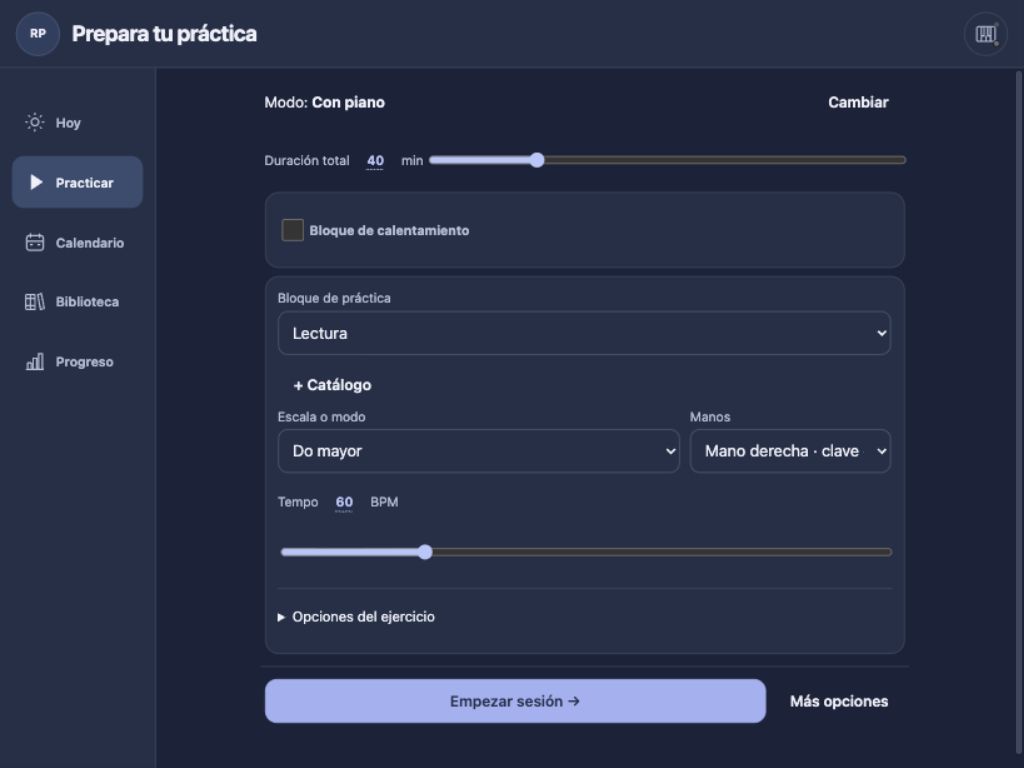 RP
Prepara tu práctica
Hoy
Practicar
Calendario
Biblioteca
Progreso
Modo: Con piano
Cambiar
Duración total 40 min
Bloque de calentamiento
Bloque de práctica
Lectura
+ Catálogo
Escala o modo
Manos
Do mayor
Mano derecha · clave
Tempo 60 BPM
Opciones del ejercicio
Empezar sesión →
Más opciones